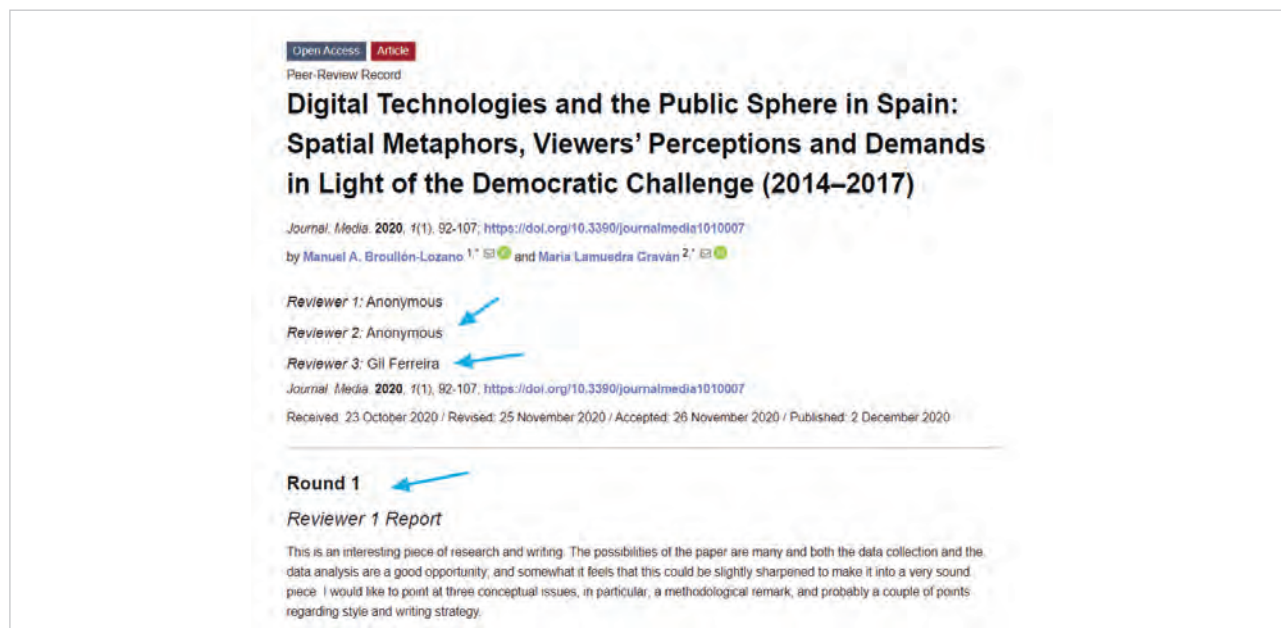 Open Access Article
Peer-Review Record
Digital Technologies and the Public Sphere in Spain:
Spatial Metaphors, Viewers' Perceptions and Demands
in Light of the Democratic Challenge (2014–2017)
Journal. Media. 2020, 1(1), 92-107; https://doi.org/10.3390/journalmedia1010007
by Manuel A. Broullón-Lozano 1,* and María Lamuedra Graván 2,*
Reviewer 1: Anonymous
Reviewer 2: Anonymous
Reviewer 3: Gil Ferreira
Journal. Media. 2020, 1(1), 92-107; https://doi.org/10.3390/journalmedia1010007
Received: 23 October 2020 / Revised: 25 November 2020 / Accepted: 26 November 2020 / Published: 2 December 2020
Round 1
Reviewer 1 Report
This is an interesting piece of research and writing. The possibilities of the paper are many and both the data collection and the
data analysis are a good opportunity, and somewhat it feels that this could be slightly sharpened to make it into a very sound
piece. I would like to point at three conceptual issues, in particular, a methodological remark, and probably a couple of points
regarding style and writing strategy.